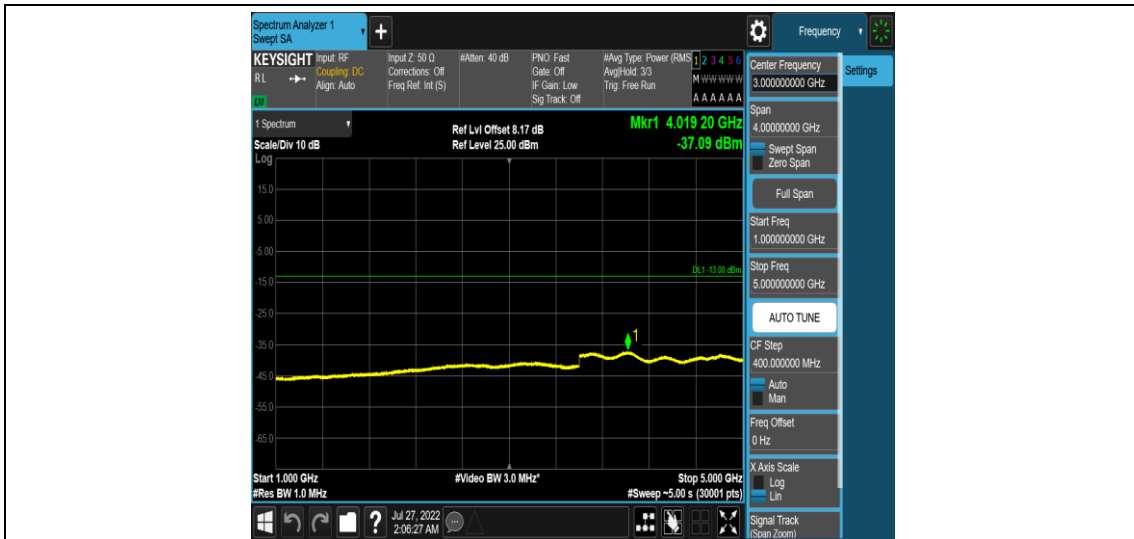 Spectrum Analyzer 1
Swept SA
+
Frequency
KEYSIGHT
RL
LM
Input: RF
Coupling: DC
Align: Auto
Input Z: 50 Ω
Corrections: Off
Freq Ref: Int (S)
#Atten: 40 dB
PNO: Fast
Gate: Off
IF Gain: Low
Sig Track: Off
#Avg Type: Power (RMS
Avg|Hold: 3/3
Trig: Free Run
1 2 3 4 5 6
M W W W W W
A A A A A A
1 Spectrum
Scale/Div 10 dB
Ref Lvl Offset 8.17 dB
Ref Level 25.00 dBm
Mkr1 4.019 20 GHz
-37.09 dBm
Log
15.0
5.00
-5.00
DL1 -13.00 dBm
-15.0
-25.0
1
-35.0
-45.0
-55.0
-65.0
Start 1.000 GHz
#Res BW 1.0 MHz
#Video BW 3.0 MHz*
Stop 5.000 GHz
#Sweep ~5.00 s (30001 pts)
?
Jul 27, 2022
2:06:27 AM
Center Frequency
3.000000000 GHz
Settings
Span
4.00000000 GHz
Swept Span
Zero Span
Full Span
Start Freq
1.000000000 GHz
Stop Freq
5.000000000 GHz
AUTO TUNE
CF Step
400.000000 MHz
Auto
Man
Freq Offset
0 Hz
X Axis Scale
Log
Lin
Signal Track
(Span Zoom)